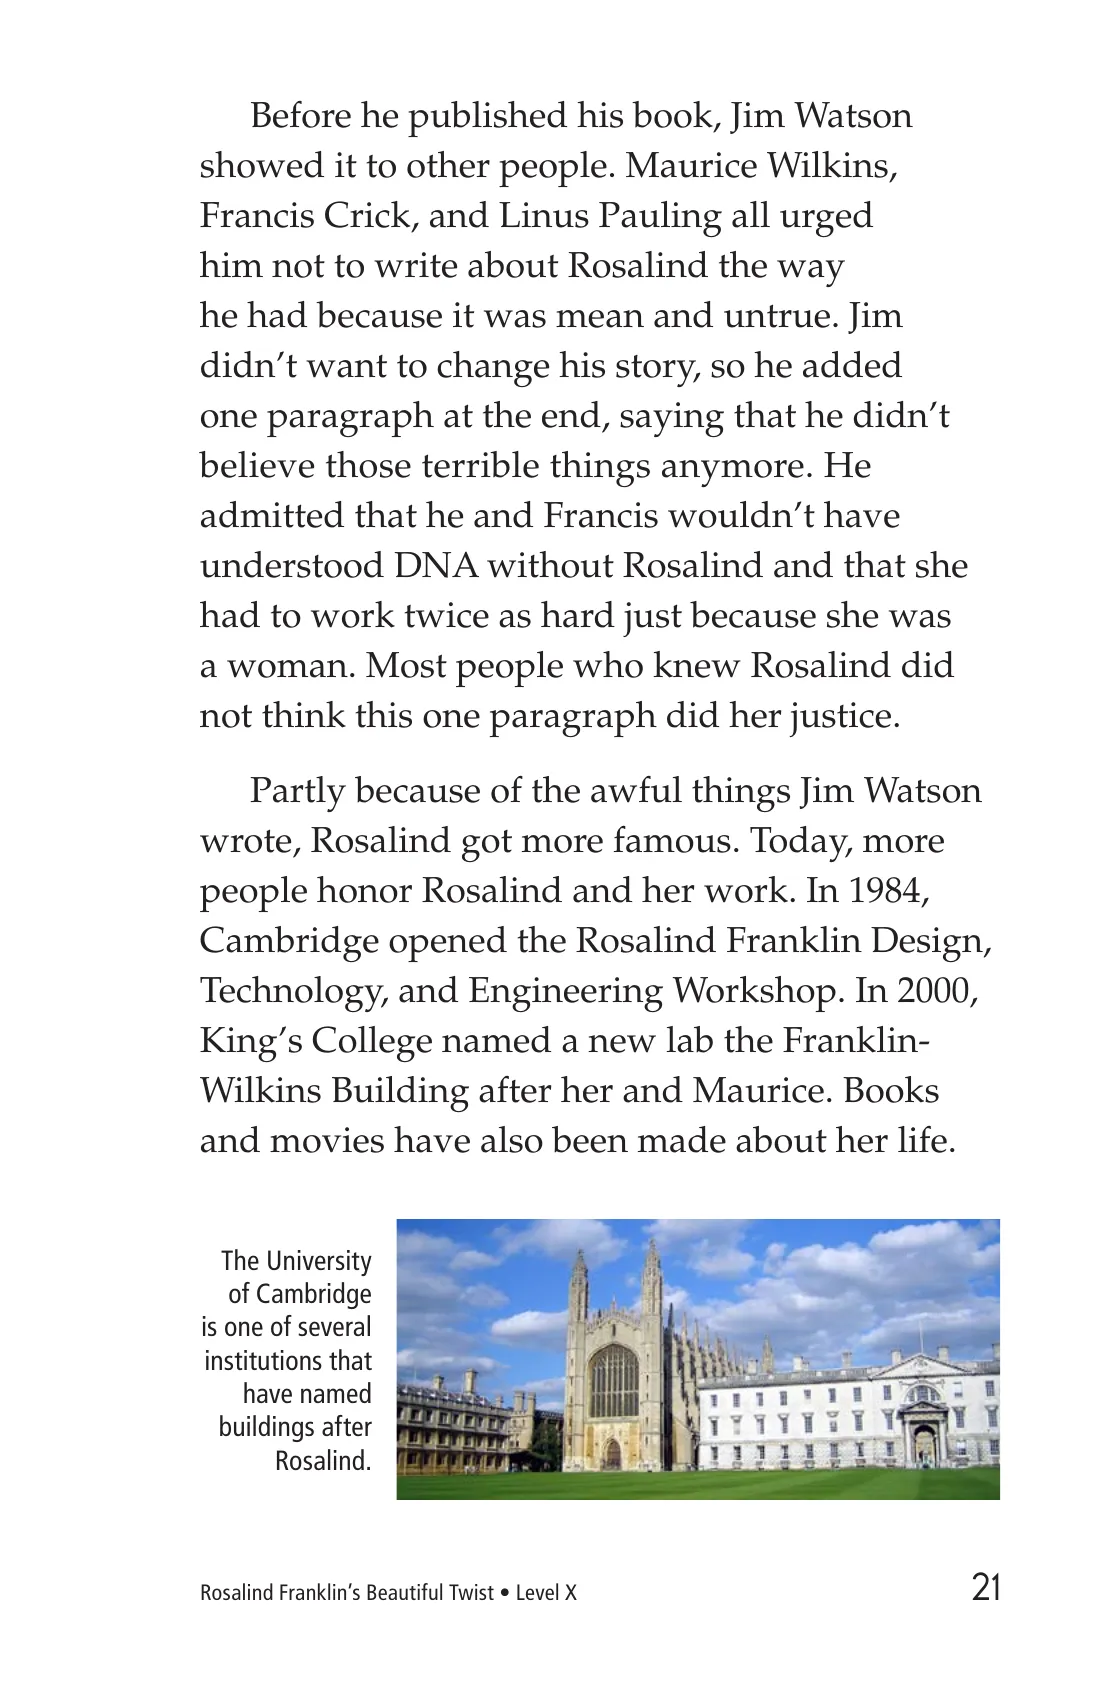 Before he published his book, Jim Watson
showed it to other people. Maurice Wilkins,
Francis Crick, and Linus Pauling all urged
him not to write about Rosalind the way
he had because it was mean and untrue. Jim
didn’t want to change his story, so he added
one paragraph at the end, saying that he didn’t
believe those terrible things anymore. He
admitted that he and Francis wouldn’t have
understood DNA without Rosalind and that she
had to work twice as hard just because she was
a woman. Most people who knew Rosalind did
not think this one paragraph did her justice.
Partly because of the awful things Jim Watson
wrote, Rosalind got more famous. Today, more
people honor Rosalind and her work. In 1984,
Cambridge opened the Rosalind Franklin Design,
Technology, and Engineering Workshop. In 2000,
King’s College named a new lab the Franklin-
Wilkins Building after her and Maurice. Books
and movies have also been made about her life.
The University
of Cambridge
is one of several
institutions that
have named
buildings after
Rosalind.
Rosalind Franklin’s Beautiful Twist • Level X
21